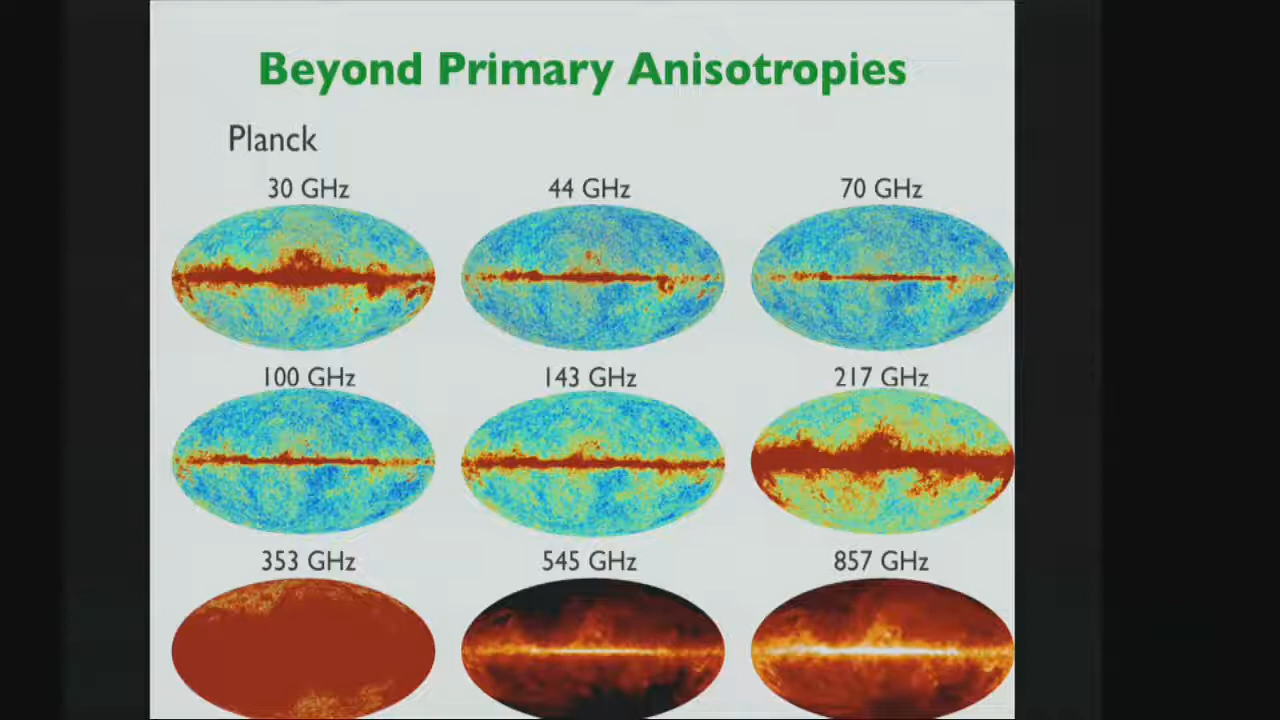 Beyond Primary Anisotropies
Planck
30 GHz 44 GHz 70 GHz
100 GHz 143 GHz 217 GHz
353 GHz 545 GHz 857 GHz